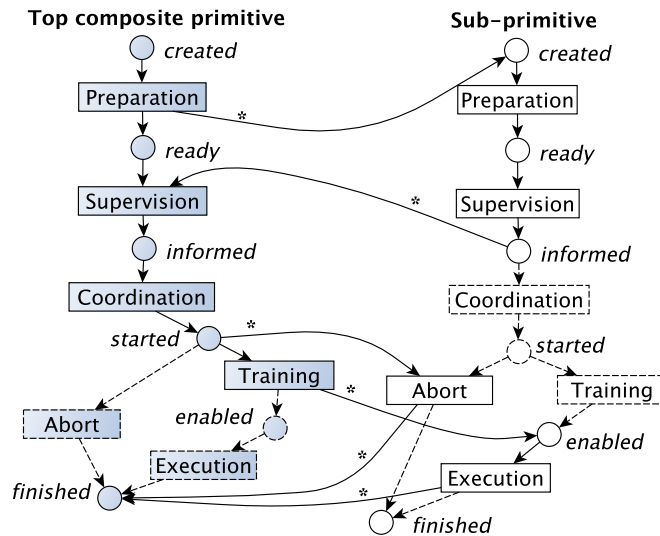 Top composite primitive
Sub-primitive
created
created
Preparation
Preparation
*
ready
ready
Supervision
Supervision
*
informed
informed
Coordination
Coordination
started
*
started
Training
Abort
Training
*
Abort
enabled
enabled
Execution
*
Execution
finished
*
finished